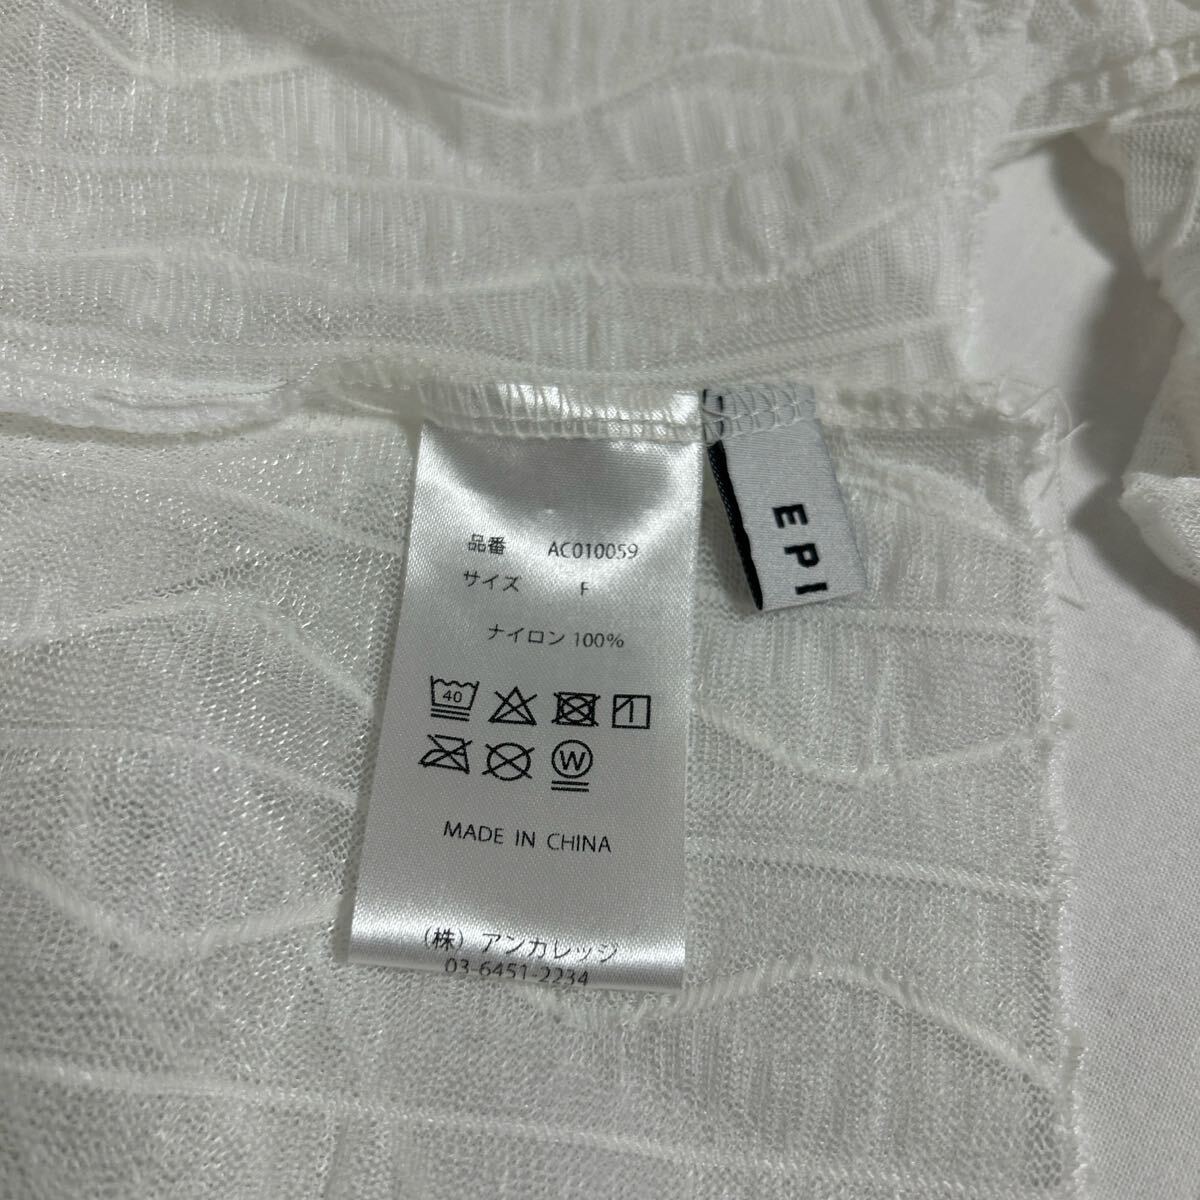 品番 AC010059
サイズ F
ナイロン 100%
40
W
MADE IN CHINA
(株) アンカレッジ
03-6451-2234
EPI